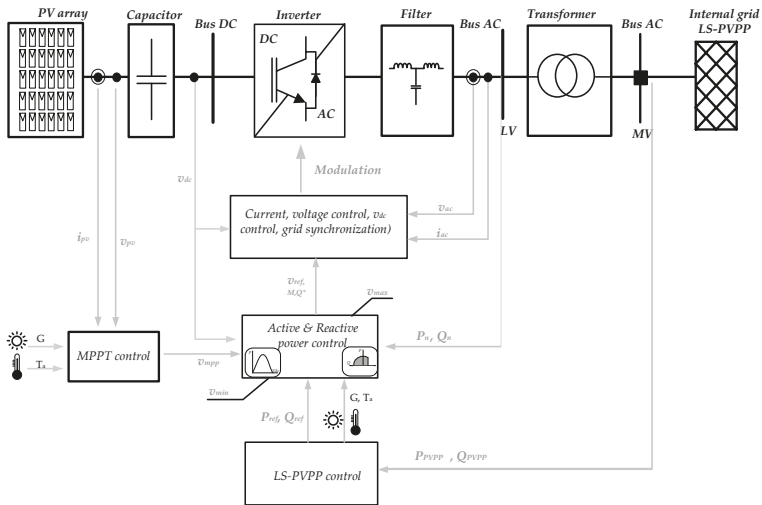 PV array
Capacitor
Bus DC
Inverter
Filter
Bus AC
Transformer
Bus AC
Internal grid
LS-PVPP
DC
AC
LV
MV
Modulation
vdc
vac
iac
Current, voltage control, vdc
control, grid synchronization)
ipv
vpv
vref,
M,Q*
vmax
G
Ta
MPPT control
vmpp
Active & Reactive
power control
Pn, Qn
vmin
Pref, Qref
G, Ta
LS-PVPP control
PPVPP , QPVPP